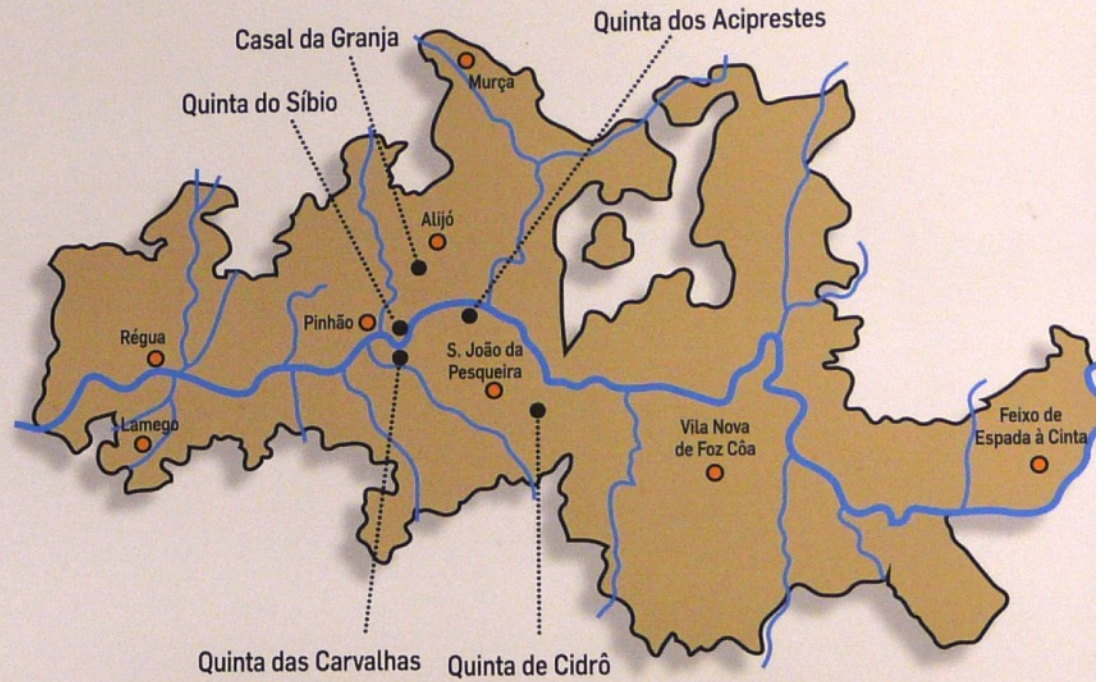 Quinta dos Aciprestes
Casal da Granja
Murça
Quinta do Síbio
Alijó
Pinhão
Régua
S. João da
Pesqueira
Lamego
Vila Nova
de Foz Côa
Feixo de
Espada à Cinta
Quinta das Carvalhas
Quinta de Cidrô